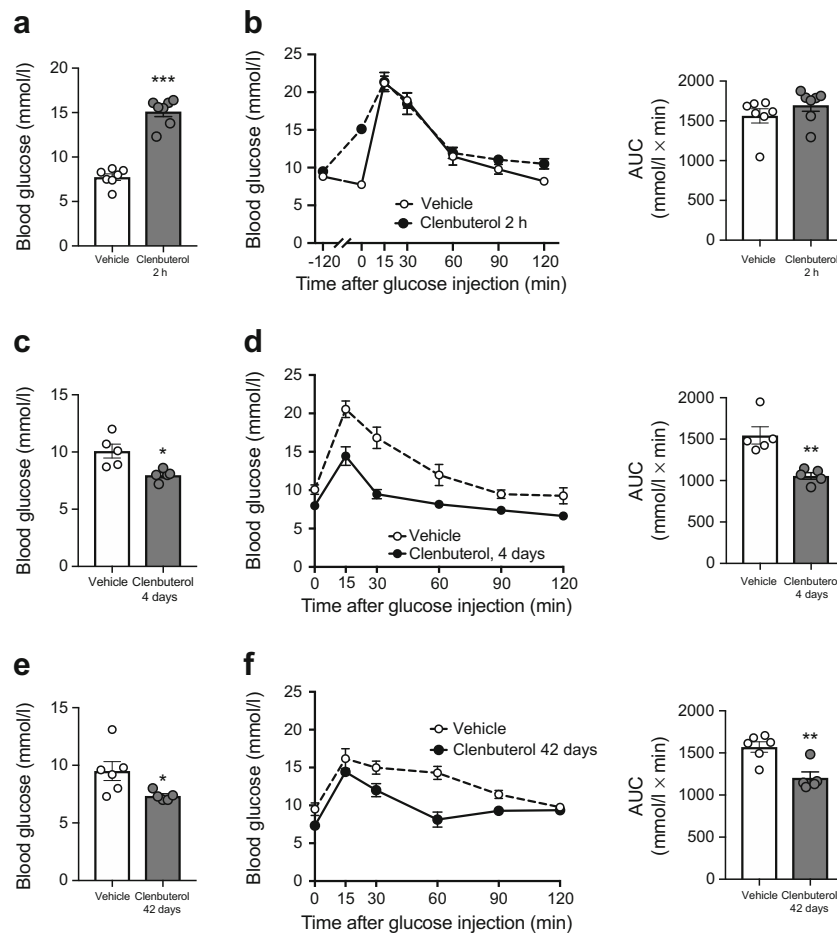 a
Blood glucose (mmol/l)
20
15
10
5
0
***
Vehicle
Clenbuterol
2 h
b
Blood glucose (mmol/l)
25
20
15
10
5
0
Vehicle
Clenbuterol 2 h
-120
0
15
30
60
90
120
Time after glucose injection (min)
AUC
(mmol/l × min)
2000
1500
1000
500
0
Vehicle
Clenbuterol
2 h
c
Blood glucose (mmol/l)
15
10
5
0
*
Vehicle
Clenbuterol
4 days
d
Blood glucose (mmol/l)
25
20
15
10
5
0
Vehicle
Clenbuterol, 4 days
0
15
30
60
90
120
Time after glucose injection (min)
AUC
(mmol/l × min)
2000
1500
1000
500
0
**
Vehicle
Clenbuterol
4 days
e
Blood glucose (mmol/l)
15
10
5
0
*
Vehicle
Clenbuterol
42 days
f
Blood glucose (mmol/l)
25
20
15
10
5
0
Vehicle
Clenbuterol 42 days
0
15
30
60
90
120
Time after glucose injection (min)
AUC
(mmol/l × min)
2000
1500
1000
500
0
**
Vehicle
Clenbuterol
42 days